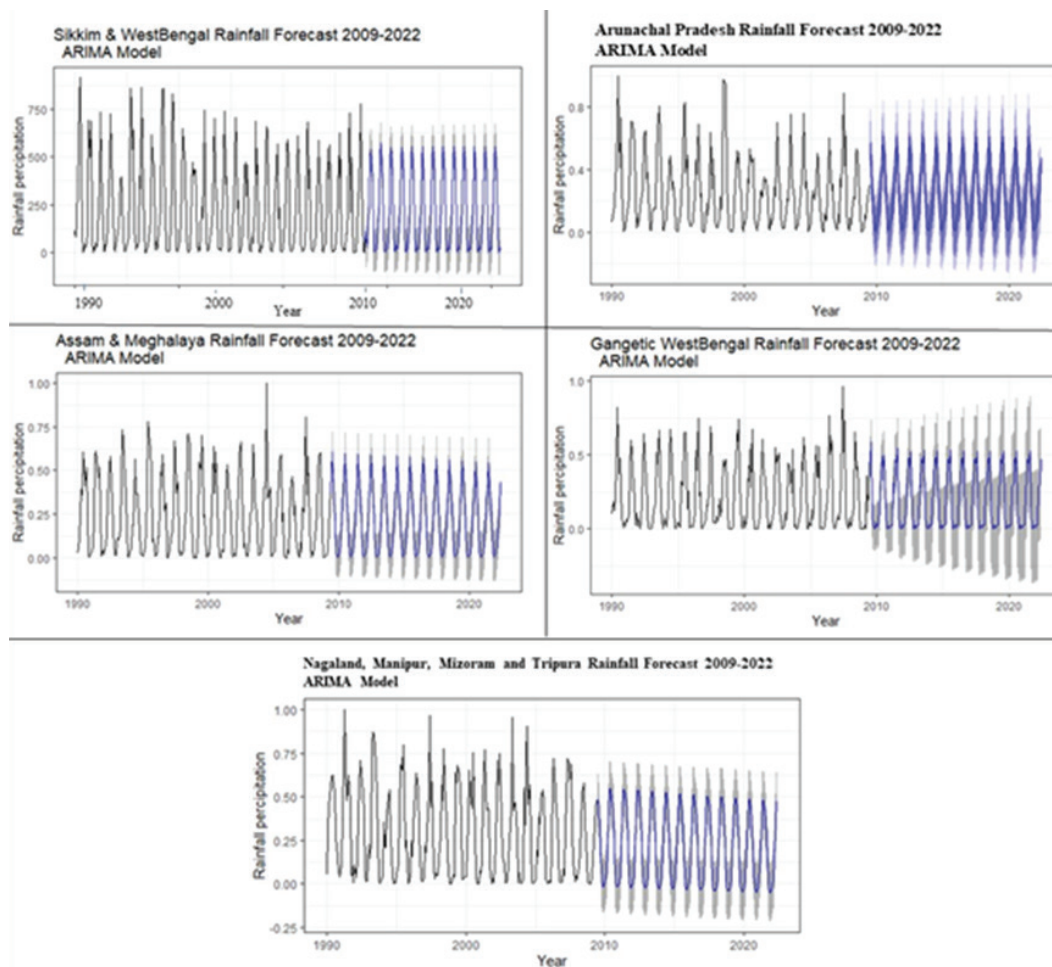 Sikkim & WestBengal Rainfall Forecast 2009-2022
ARIMA Model
Rainfall percipitation
750
500
250
0
1990
2000
2010
2020
Year
Arunachal Pradesh Rainfall Forecast 2009-2022
ARIMA Model
Rainfall percipitation
0.8
0.4
0.0
1990
2000
2010
2020
Year
Assam & Meghalaya Rainfall Forecast 2009-2022
ARIMA Model
Rainfall percipitation
1.00
0.75
0.50
0.25
0.00
1990
2000
2010
2020
Year
Gangetic WestBengal Rainfall Forecast 2009-2022
ARIMA Model
Rainfall percipitation
1.0
0.5
0.0
1990
2000
2010
2020
Year
Nagaland, Manipur, Mizoram and Tripura Rainfall Forecast 2009-2022
ARIMA Model
Rainfall percipitation
1.00
0.75
0.50
0.25
0.00
-0.25
1990
2000
2010
2020
Year